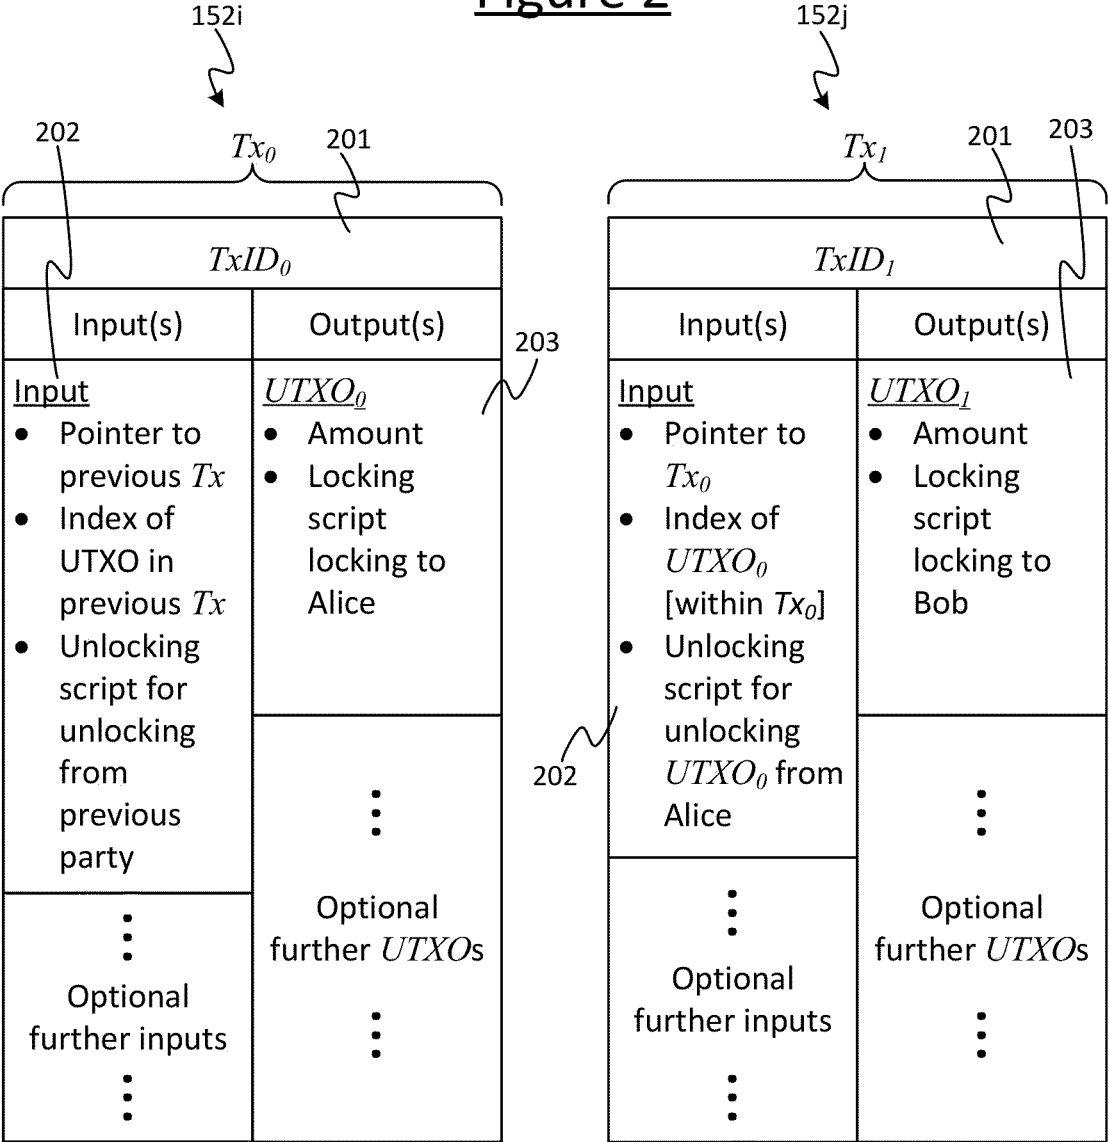 Figure 2
152i
152j
202
Tx0
201
Tx1
201
203
TxID0
Input(s)
Output(s)
203
Input
• Pointer to
previous Tx
• Index of
UTXO in
previous Tx
• Unlocking
script for
unlocking
from
previous
party
UTXO0
• Amount
• Locking
script
locking to
Alice
Optional
further inputs
Optional
further UTXOs
TxID1
Input(s)
Output(s)
Input
• Pointer to
Tx0
• Index of
UTXO0
[within Tx0]
• Unlocking
script for
unlocking
UTXO0 from
Alice
202
UTXO1
• Amount
• Locking
script
locking to
Bob
Optional
further inputs
Optional
further UTXOs